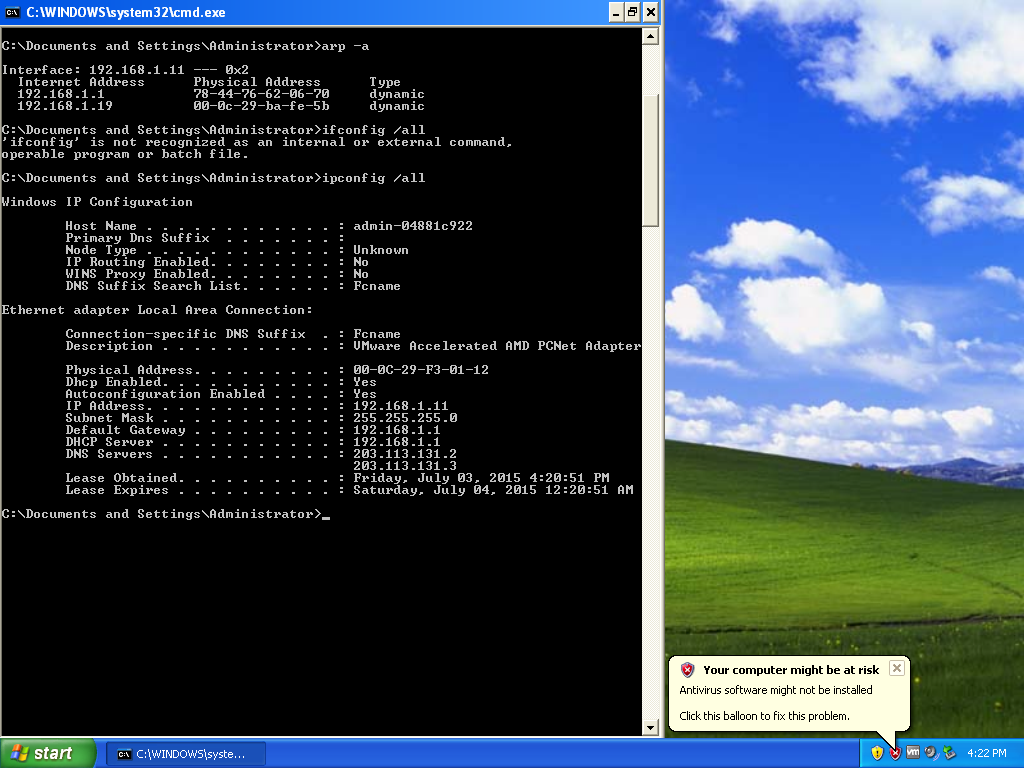 C:\WINDOWS\system32\cmd.exe
C:\Documents and Settings\Administrator>arp -a
Interface: 192.168.1.11 --- 0x2
Internet Address Physical Address Type
192.168.1.1 78-44-76-62-06-70 dynamic
192.168.1.19 00-0c-29-ba-fe-5b dynamic
C:\Documents and Settings\Administrator>ifconfig /all
'ifconfig' is not recognized as an internal or external command,
operable program or batch file.
C:\Documents and Settings\Administrator>ipconfig /all
Windows IP Configuration
Host Name . . . . . . . . . . . . : admin-04881c922
Primary Dns Suffix . . . . . . . :
Node Type . . . . . . . . . . . . : Unknown
IP Routing Enabled. . . . . . . . : No
WINS Proxy Enabled. . . . . . . . : No
DNS Suffix Search List. . . . . . : Fcname
Ethernet adapter Local Area Connection:
Connection-specific DNS Suffix . : Fcname
Description . . . . . . . . . . . : VMware Accelerated AMD PCNet Adapter
Physical Address. . . . . . . . . : 00-0C-29-F3-01-12
Dhcp Enabled. . . . . . . . . . . : Yes
Autoconfiguration Enabled . . . . : Yes
IP Address. . . . . . . . . . . . : 192.168.1.11
Subnet Mask . . . . . . . . . . . : 255.255.255.0
Default Gateway . . . . . . . . . : 192.168.1.1
DHCP Server . . . . . . . . . . . : 192.168.1.1
DNS Servers . . . . . . . . . . . : 203.113.131.2
203.113.131.3
Lease Obtained. . . . . . . . . . : Friday, July 03, 2015 4:20:51 PM
Lease Expires . . . . . . . . . . : Saturday, July 04, 2015 12:20:51 AM
C:\Documents and Settings\Administrator>_
Your computer might be at risk
Antivirus software might not be installed
Click this balloon to fix this problem.
start
C:\WINDOWS\syste...
vm
4:22 PM